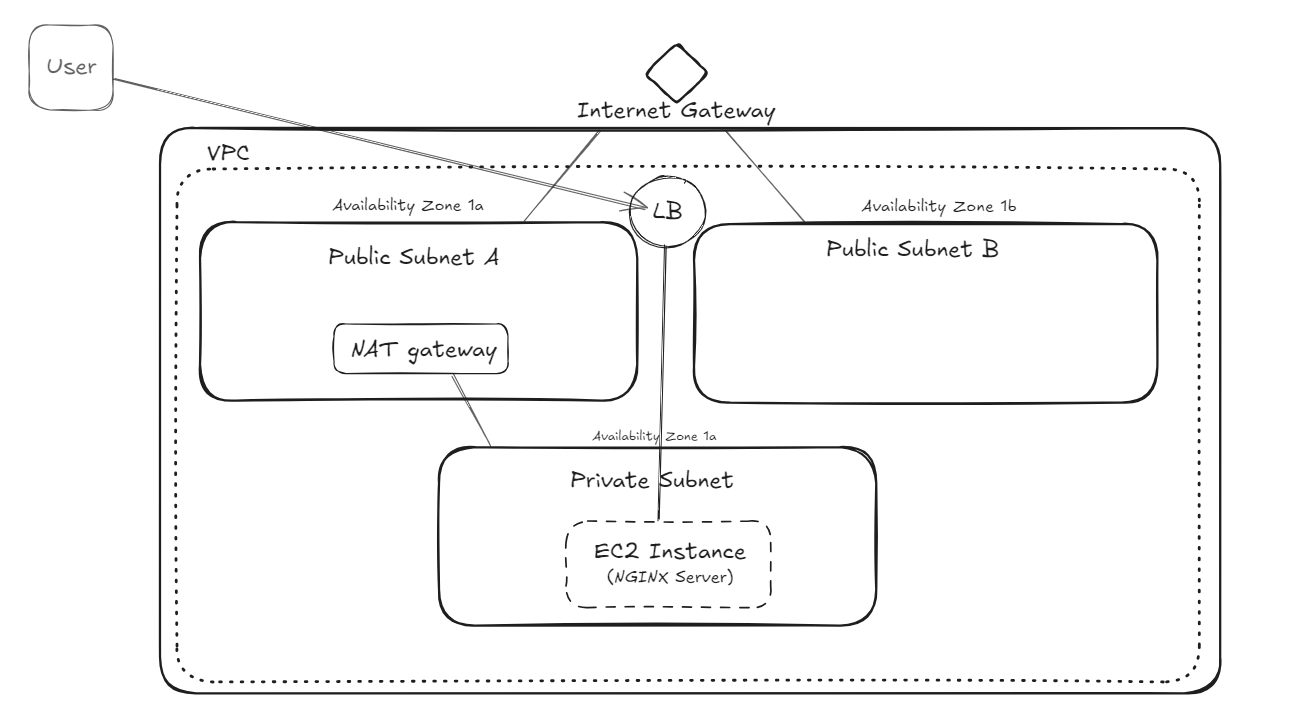 User
Internet Gateway
VPC
Availability Zone 1a
LB
Availability Zone 1b
Public Subnet A
Public Subnet B
NAT gateway
Availability Zone 1a
Private Subnet
EC2 Instance
(NGINX Server)